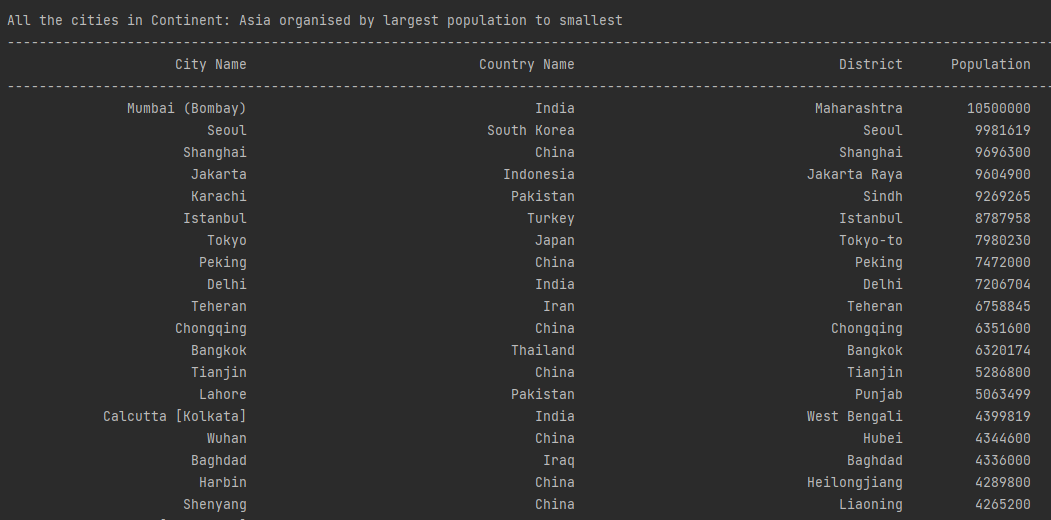 All the cities in Continent: Asia organised by largest population to smallest
-----------------------------------------------------------------------------------------------------------------------------------
City Name Country Name District Population
-----------------------------------------------------------------------------------------------------------------------------------
Mumbai (Bombay) India Maharashtra 10500000
Seoul South Korea Seoul 9981619
Shanghai China Shanghai 9696300
Jakarta Indonesia Jakarta Raya 9604900
Karachi Pakistan Sindh 9269265
Istanbul Turkey Istanbul 8787958
Tokyo Japan Tokyo-to 7980230
Peking China Peking 7472000
Delhi India Delhi 7206704
Teheran Iran Teheran 6758845
Chongqing China Chongqing 6351600
Bangkok Thailand Bangkok 6320174
Tianjin China Tianjin 5286800
Lahore Pakistan Punjab 5063499
Calcutta [Kolkata] India West Bengali 4399819
Wuhan China Hubei 4344600
Baghdad Iraq Baghdad 4336000
Harbin China Heilongjiang 4289800
Shenyang China Liaoning 4265200